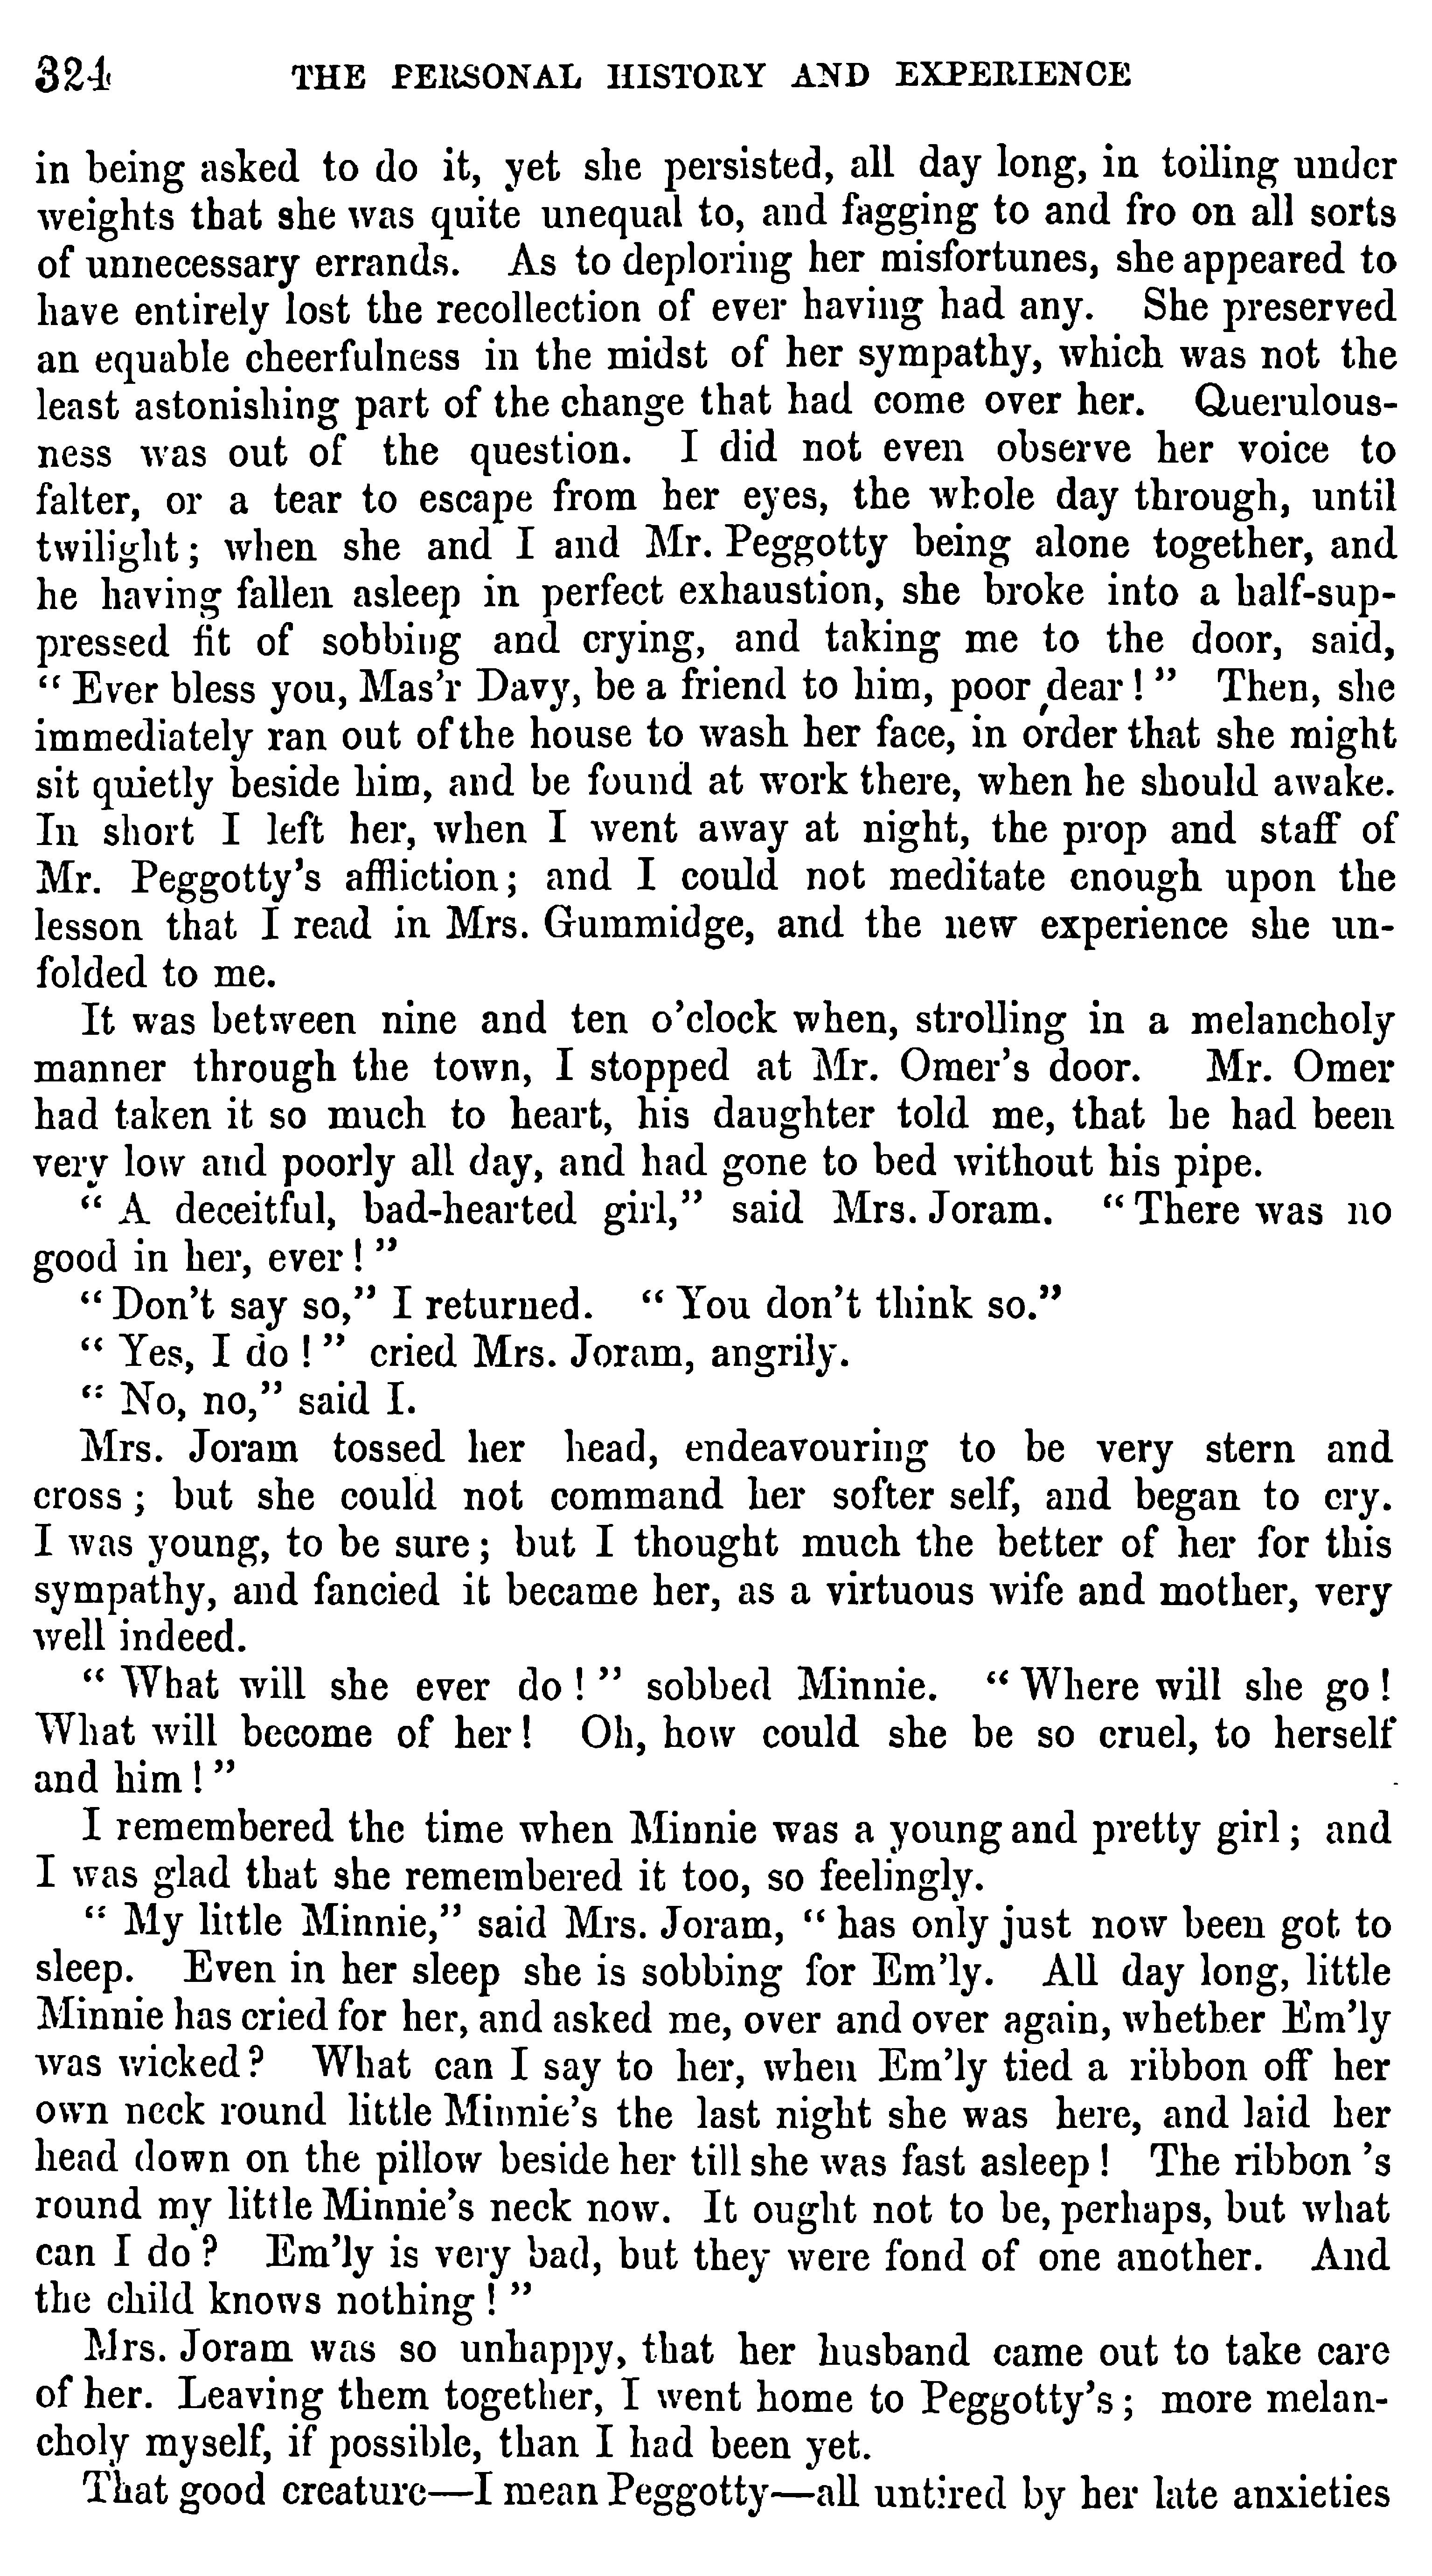 324 THE PERSONAL HISTORY AND EXPERIENCE
in being asked to do it, yet she persisted, all day long, in toiling under
weights that she was quite unequal to, and fagging to and fro on all sorts
of unnecessary errands. As to deploring her misfortunes, she appeared to
have entirely lost the recollection of ever having had any. She preserved
an equable cheerfulness in the midst of her sympathy, which was not the
least astonishing part of the change that had come over her. Querulous-
ness was out of the question. I did not even observe her voice to
falter, or a tear to escape from her eyes, the whole day through, until
twilight; when she and I and Mr. Peggotty being alone together, and
he having fallen asleep in perfect exhaustion, she broke into a half-sup-
pressed fit of sobbing and crying, and taking me to the door, said,
"Ever bless you, Mas'r Davy, be a friend to him, poor dear!" Then, she
immediately ran out of the house to wash her face, in order that she might
sit quietly beside him, and be found at work there, when he should awake.
In short I left her, when I went away at night, the prop and staff of
Mr. Peggotty's affliction; and I could not meditate enough upon the
lesson that I read in Mrs. Gummidge, and the new experience she un-
folded to me.
It was between nine and ten o'clock when, strolling in a melancholy
manner through the town, I stopped at Mr. Omer's door. Mr. Omer
had taken it so much to heart, his daughter told me, that he had been
very low and poorly all day, and had gone to bed without his pipe.
"A deceitful, bad-hearted girl," said Mrs. Joram. "There was no
good in her, ever!"
"Don't say so," I returned. "You don't think so."
"Yes, I do!" cried Mrs. Joram, angrily.
"No, no," said I.
Mrs. Joram tossed her head, endeavouring to be very stern and
cross; but she could not command her softer self, and began to cry.
I was young, to be sure; but I thought much the better of her for this
sympathy, and fancied it became her, as a virtuous wife and mother, very
well indeed.
"What will she ever do!" sobbed Minnie. "Where will she go!
What will become of her! Oh, how could she be so cruel, to herself
and him!"
I remembered the time when Minnie was a young and pretty girl; and
I was glad that she remembered it too, so feelingly.
"My little Minnie," said Mrs. Joram, "has only just now been got to
sleep. Even in her sleep she is sobbing for Em'ly. All day long, little
Minnie has cried for her, and asked me, over and over again, whether Em'ly
was wicked? What can I say to her, when Em'ly tied a ribbon off her
own neck round little Minnie's the last night she was here, and laid her
head down on the pillow beside her till she was fast asleep! The ribbon 's
round my little Minnie's neck now. It ought not to be, perhaps, but what
can I do? Em'ly is very bad, but they were fond of one another. And
the child knows nothing!"
Mrs. Joram was so unhappy, that her husband came out to take care
of her. Leaving them together, I went home to Peggotty's; more melan-
choly myself, if possible, than I had been yet.
That good creature—I mean Peggotty—all untired by her late anxieties